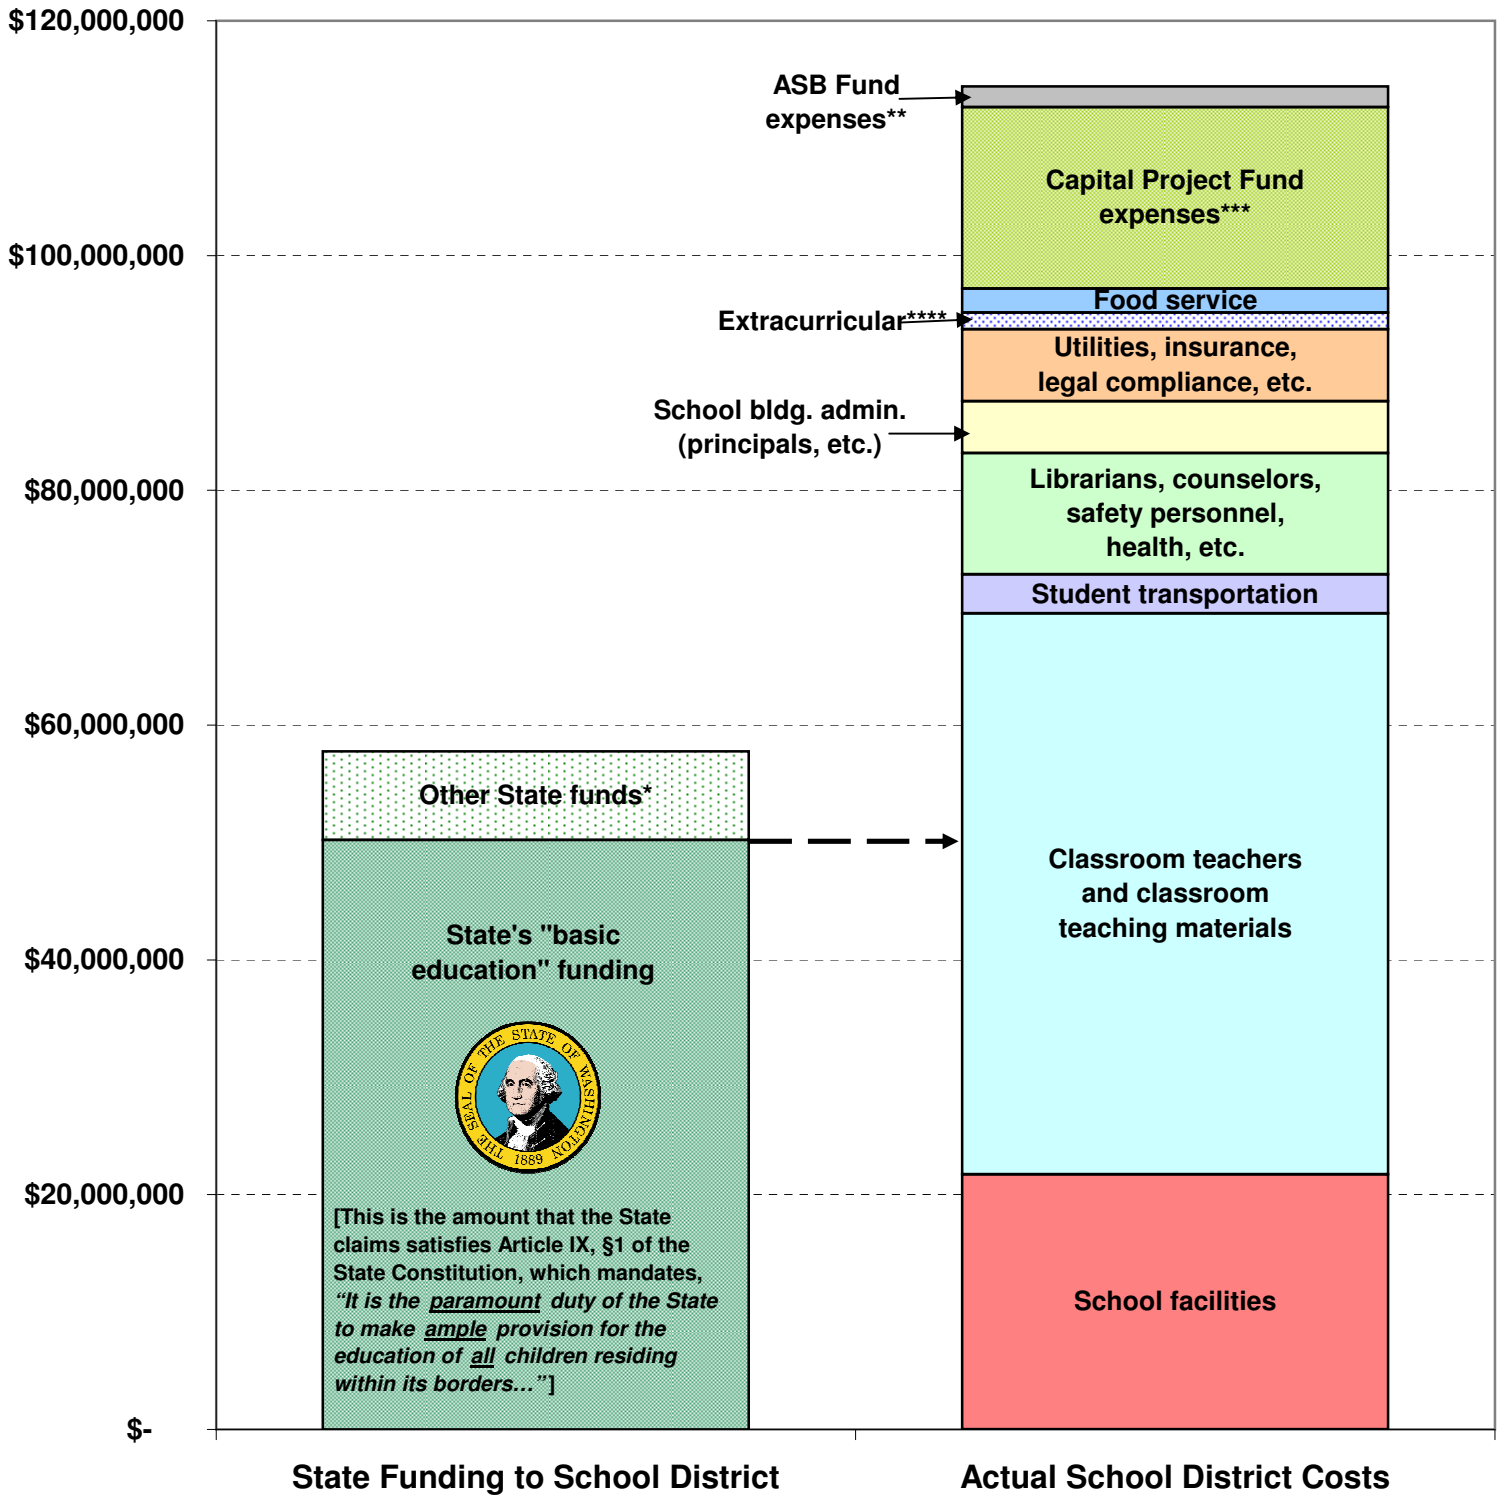 $120,000,000
$100,000,000
$80,000,000
$60,000,000
$40,000,000
$20,000,000
$-
Other State funds*
State's "basic
education" funding
THE SEAL OF THE STATE OF WASHINGTON
1889
[This is the amount that the State
claims satisfies Article IX, §1 of the
State Constitution, which mandates,
“It is the paramount duty of the State
to make ample provision for the
education of all children residing
within its borders…”]
ASB Fund
expenses**
Capital Project Fund
expenses***
Food service
Extracurricular****
Utilities, insurance,
legal compliance, etc.
School bldg. admin.
(principals, etc.)
Librarians, counselors,
safety personnel,
health, etc.
Student transportation
Classroom teachers
and classroom
teaching materials
School facilities
State Funding to School District
Actual School District Costs